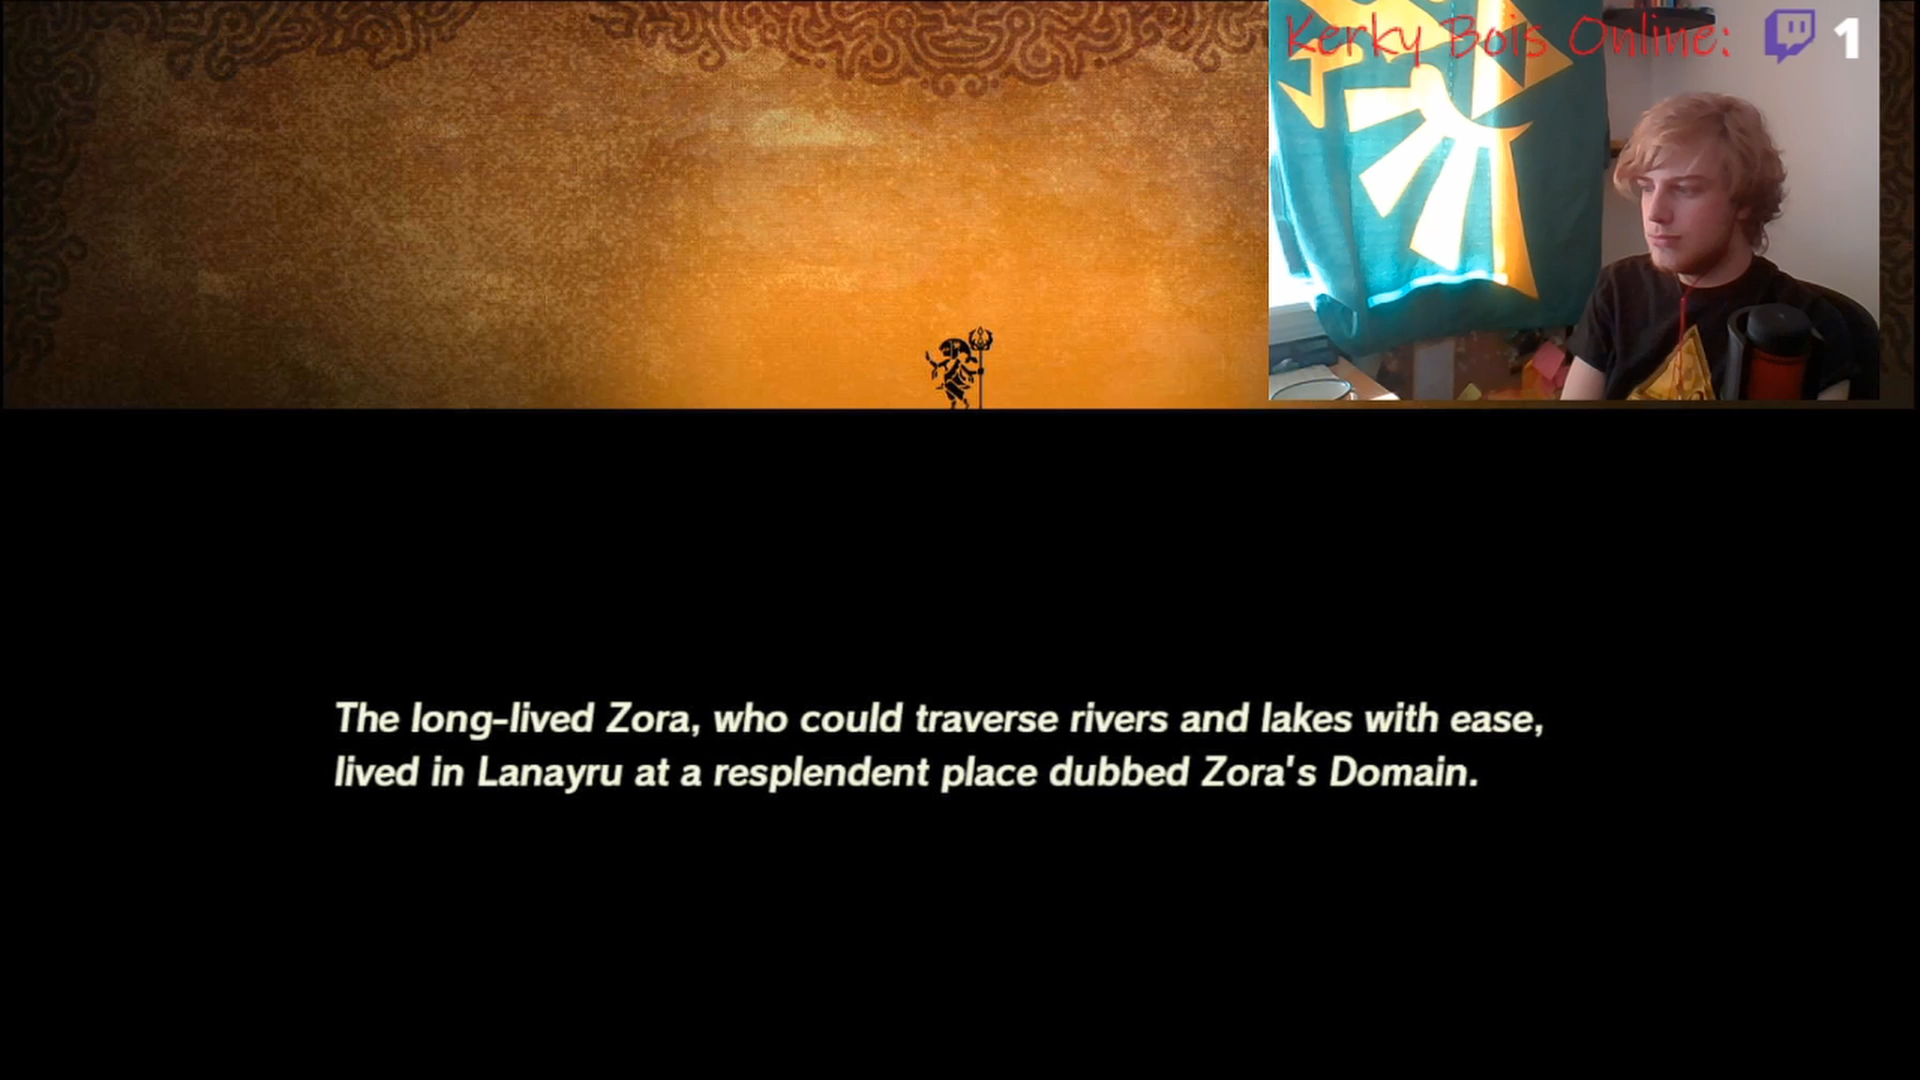 Kerky Bois Online: 1
The long-lived Zora, who could traverse rivers and lakes with ease,
lived in Lanayru at a resplendent place dubbed Zora's Domain.